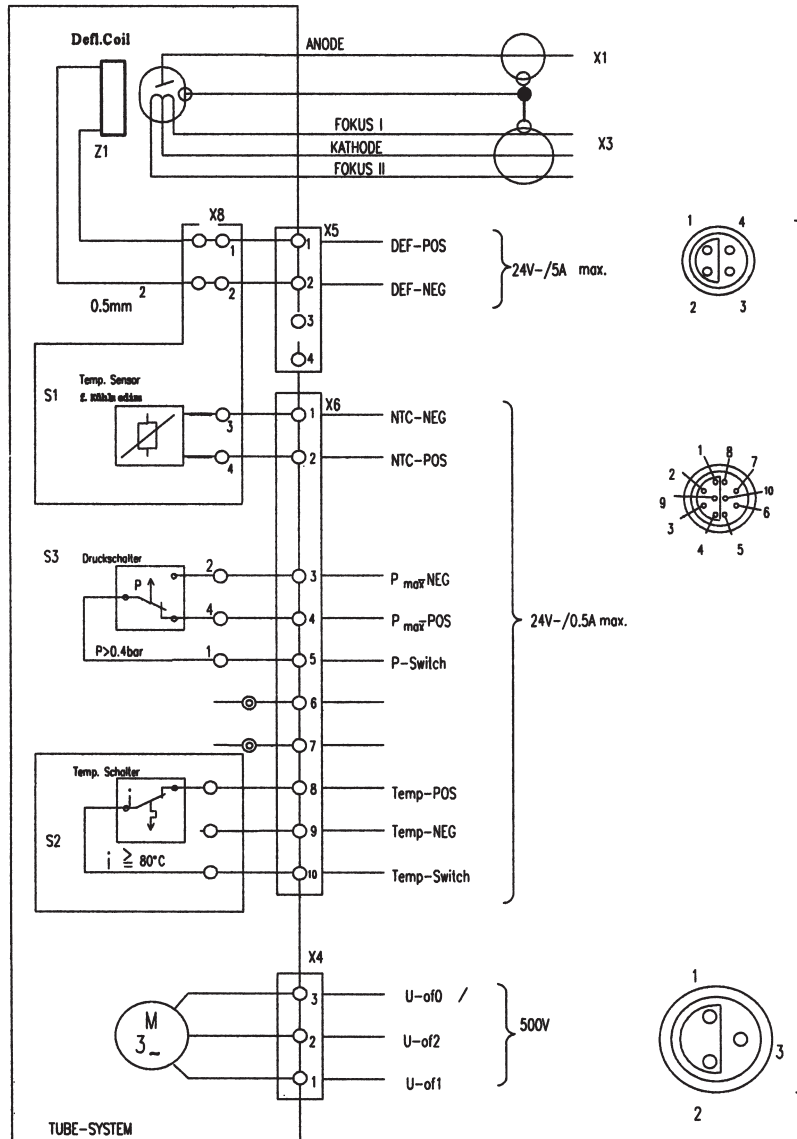 Defl.Coil
ANODE
X1
FOKUS I
KATHODE
FOKUS II
X3
Z1
X8
X5
1
1
DEF-POS
2
2
2
DEF-NEG
0.5mm
3
4
24V-/5A max.
1
4
2
3
S1
Temp. Sensor
X6
3
1
NTC-NEG
4
2
NTC-POS
S3
Druckschalter
P
2
3
P max-NEG
4
4
P max-POS
P>0.4bar
1
5
P-Switch
6
7
24V-/0.5A max.
1
8
2
7
9
10
3
6
4
5
Temp. Schalter
S2
i
8
Temp-POS
9
Temp-NEG
i ≧ 80°C
10
Temp-Switch
X4
M
3~
3
U-of0 /
2
U-of2
1
U-of1
500V
1
3
2
TUBE-SYSTEM